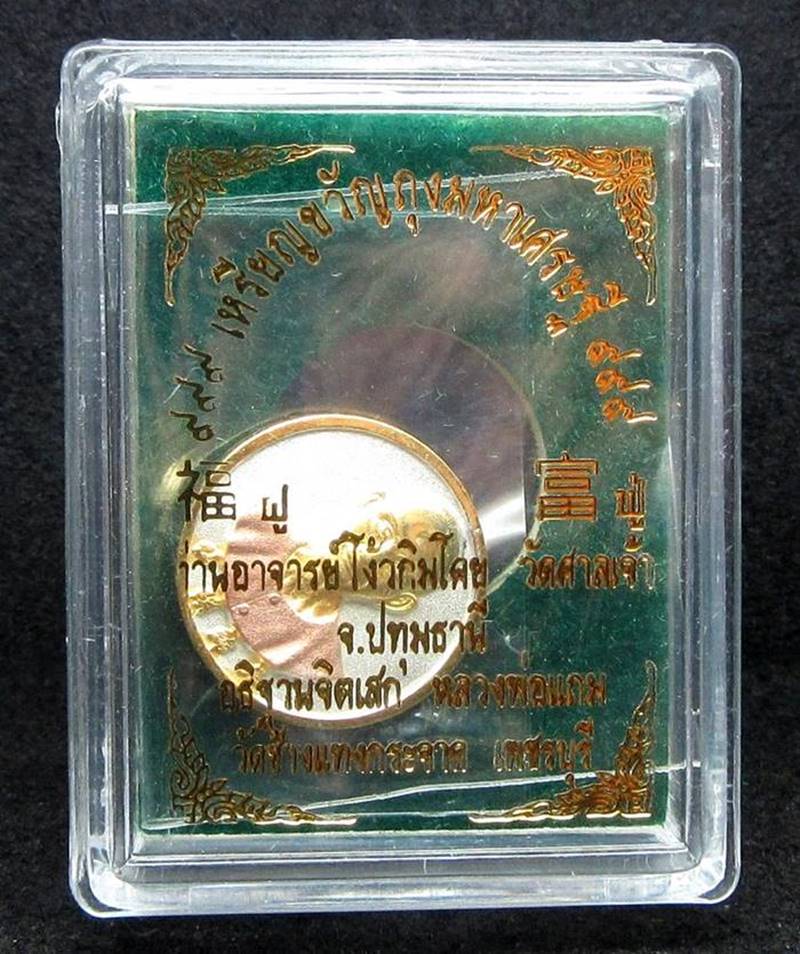 ๙๙๙ เหรียญขวัญถุงมหาเศรษฐี ๙๙๙
福 ฝู 富 ฟู่
ท่านอาจารย์โง้วกิมโคย วัดศาลเจ้า
จ.ปทุมธานี
อธิฐานจิตเสก หลวงพ่อแถม
วัดช้างแทงกระจาด เพชรบุรี